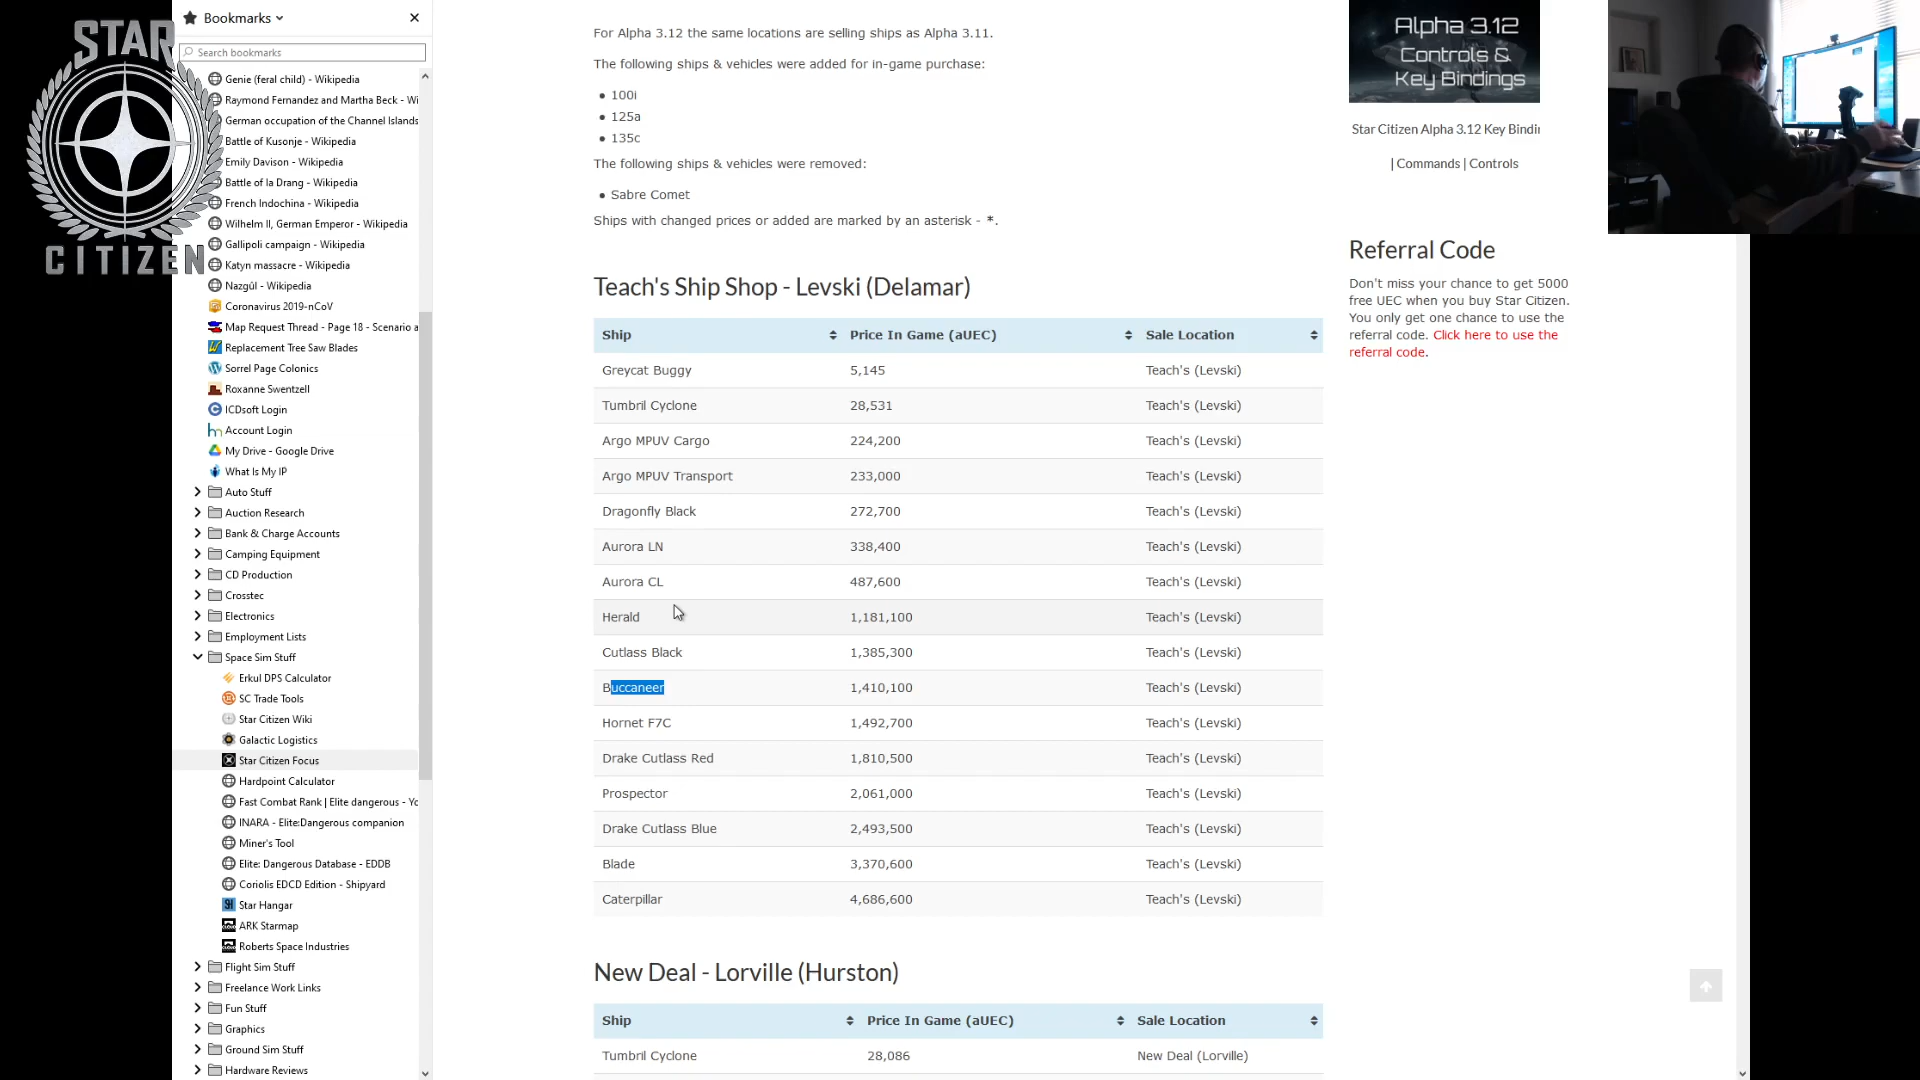 STAR
CITIZEN
Bookmarks
Search bookmarks
Genie (feral child) - Wikipedia
Raymond Fernandez and Martha Beck - Wi
German occupation of the Channel Islands
Battle of Kusonje - Wikipedia
Emily Davison - Wikipedia
Battle of Ia Drang - Wikipedia
French Indochina - Wikipedia
Wilhelm II, German Emperor - Wikipedia
Gallipoli campaign - Wikipedia
Katyn massacre - Wikipedia
Nazgûl - Wikipedia
Coronavirus 2019-nCoV
Map Request Thread - Page 18 - Scenario a
Replacement Tree Saw Blades
Sorrel Page Colonics
Roxanne Swentzell
ICDsoft Login
Account Login
My Drive - Google Drive
What Is My IP
Auto Stuff
Auction Research
Bank & Charge Accounts
Camping Equipment
CD Production
Crosstec
Electronics
Employment Lists
Space Sim Stuff
Erkul DPS Calculator
SC Trade Tools
Star Citizen Wiki
Galactic Logistics
Star Citizen Focus
Hardpoint Calculator
Fast Combat Rank | Elite dangerous - Yo
INARA - Elite:Dangerous companion
Miner's Tool
Elite: Dangerous Database - EDDB
Coriolis EDCD Edition - Shipyard
Star Hangar
ARK Starmap
Roberts Space Industries
Flight Sim Stuff
Freelance Work Links
Fun Stuff
Graphics
Ground Sim Stuff
Hardware Reviews
For Alpha 3.12 the same locations are selling ships as Alpha 3.11.
The following ships & vehicles were added for in-game purchase:
• 100i
• 125a
• 135c
The following ships & vehicles were removed:
• Sabre Comet
Ships with changed prices or added are marked by an asterisk - *.
Teach's Ship Shop - Levski (Delamar)
Ship Price In Game (aUEC) Sale Location
Greycat Buggy 5,145 Teach's (Levski)
Tumbril Cyclone 28,531 Teach's (Levski)
Argo MPUV Cargo 224,200 Teach's (Levski)
Argo MPUV Transport 233,000 Teach's (Levski)
Dragonfly Black 272,700 Teach's (Levski)
Aurora LN 338,400 Teach's (Levski)
Aurora CL 487,600 Teach's (Levski)
Herald 1,181,100 Teach's (Levski)
Cutlass Black 1,385,300 Teach's (Levski)
Buccaneer 1,410,100 Teach's (Levski)
Hornet F7C 1,492,700 Teach's (Levski)
Drake Cutlass Red 1,810,500 Teach's (Levski)
Prospector 2,061,000 Teach's (Levski)
Drake Cutlass Blue 2,493,500 Teach's (Levski)
Blade 3,370,600 Teach's (Levski)
Caterpillar 4,686,600 Teach's (Levski)
New Deal - Lorville (Hurston)
Ship Price In Game (aUEC) Sale Location
Tumbril Cyclone 28,086 New Deal (Lorville)
Alpha 3.12
Controls &
Key Bindings
Star Citizen Alpha 3.12 Key Bindin
| Commands | Controls
Referral Code
Don't miss your chance to get 5000
free UEC when you buy Star Citizen.
You only get one chance to use the
referral code. Click here to use the
referral code.